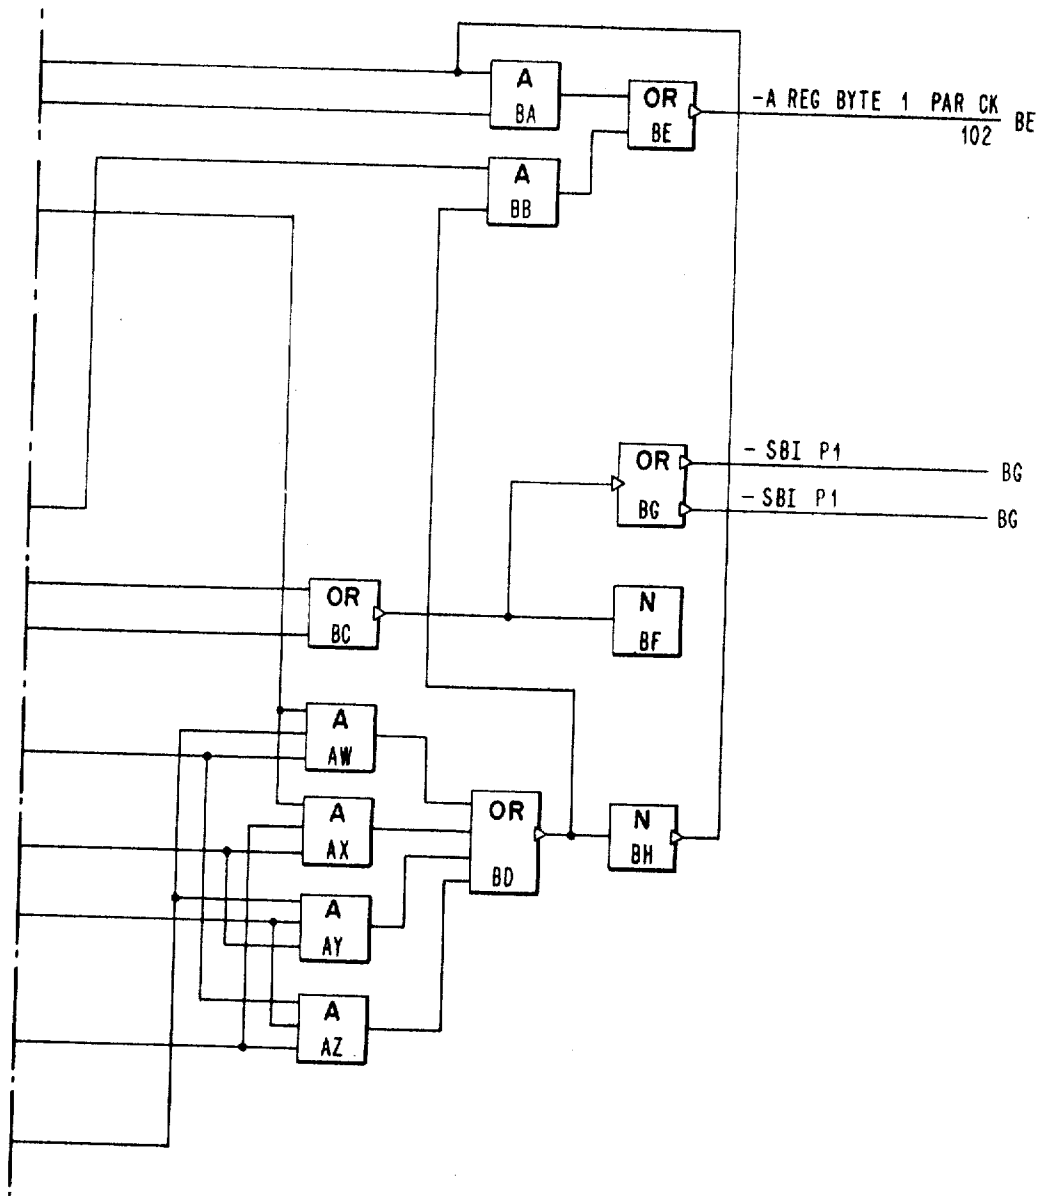 A
BA
OR
BE
-A REG BYTE 1 PAR CK
102
BE
A
BB
OR
BG
- SBI P1
BG
- SBI P1
BG
OR
BC
N
BF
A
AW
A
AX
OR
BD
N
BH
A
AY
A
AZ